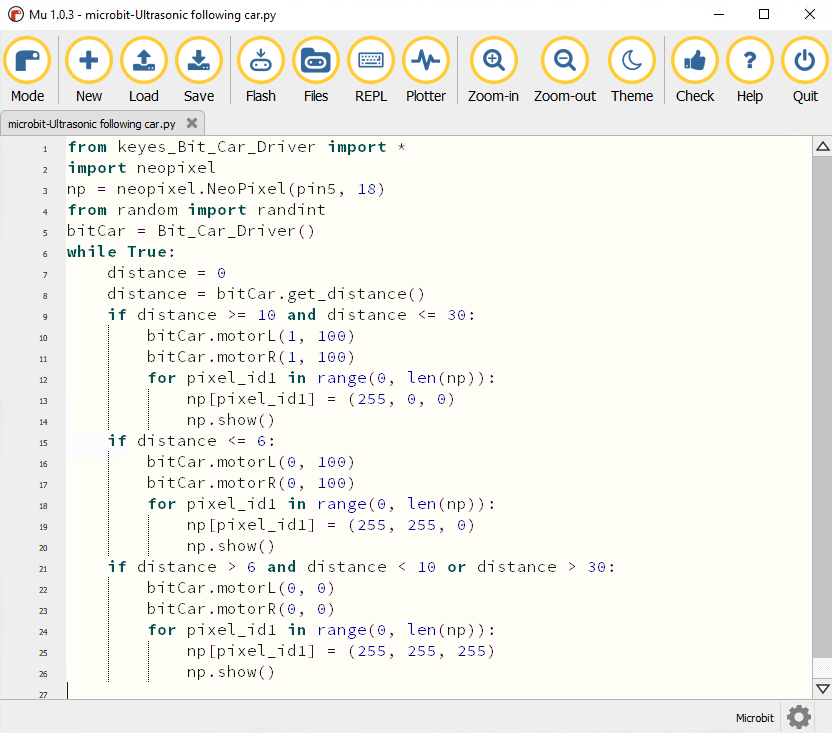 Mu 1.0.3 - microbit-Ultrasonic following car.py
Mode New Load Save Flash Files REPL Plotter Zoom-in Zoom-out Theme Check Help Quit
microbit-Ultrasonic following car.py
1 from keyes_Bit_Car_Driver import *
2 import neopixel
3 np = neopixel.NeoPixel(pin5, 18)
4 from random import randint
5 bitCar = Bit_Car_Driver()
6 while True:
7     distance = 0
8     distance = bitCar.get_distance()
9     if distance >= 10 and distance <= 30:
10         bitCar.motorL(1, 100)
11         bitCar.motorR(1, 100)
12         for pixel_id1 in range(0, len(np)):
13             np[pixel_id1] = (255, 0, 0)
14             np.show()
15     if distance <= 6:
16         bitCar.motorL(0, 100)
17         bitCar.motorR(0, 100)
18         for pixel_id1 in range(0, len(np)):
19             np[pixel_id1] = (255, 255, 0)
20             np.show()
21     if distance > 6 and distance < 10 or distance > 30:
22         bitCar.motorL(0, 0)
23         bitCar.motorR(0, 0)
24         for pixel_id1 in range(0, len(np)):
25             np[pixel_id1] = (255, 255, 255)
26             np.show()
27
Microbit